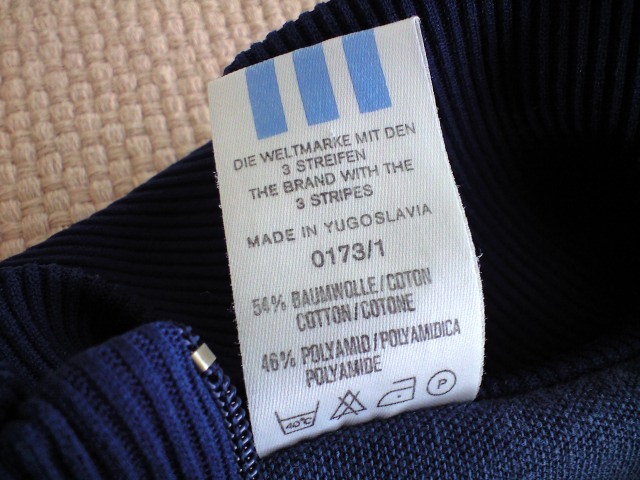 DIE WELTMARKE MIT DEN
3 STREIFEN
THE BRAND WITH THE
3 STRIPES
MADE IN YUGOSLAVIA
0173/1
54% BAUMWOLLE/COTON
COTTON/COTONE
46% POLYAMID/POLYAMIDICA
POLYAMIDE
40°C
P